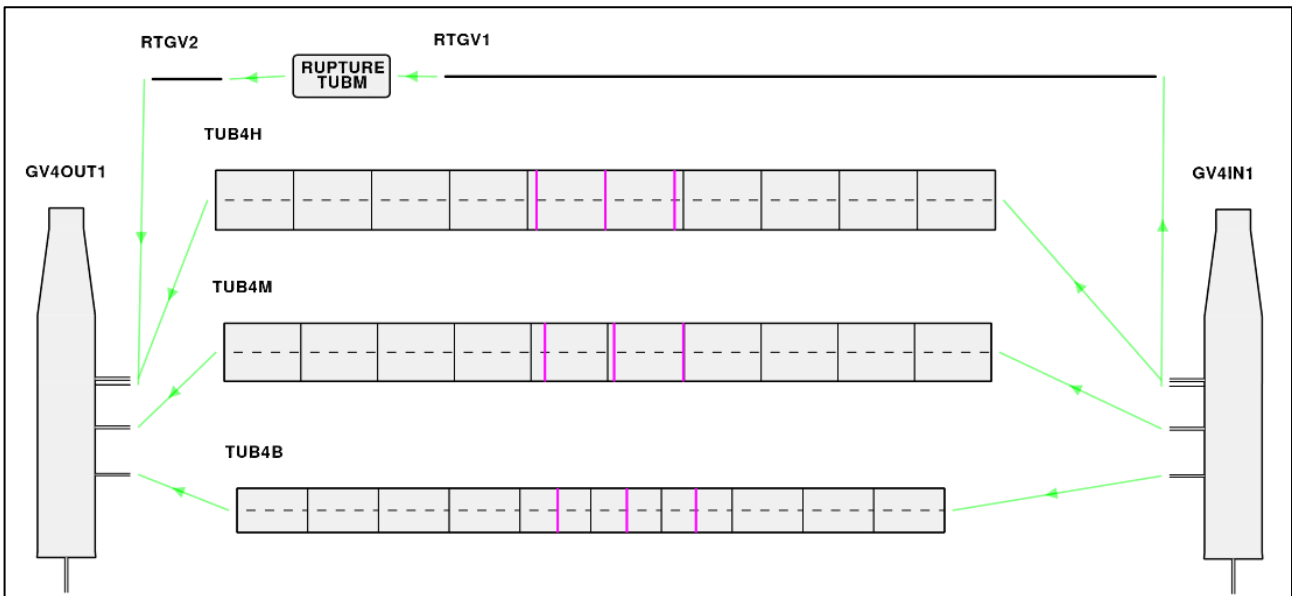 RTGV2
RTGV1
RUPTURE
TUBM
TUB4H
GV4OUT1
GV4IN1
TUB4M
TUB4B